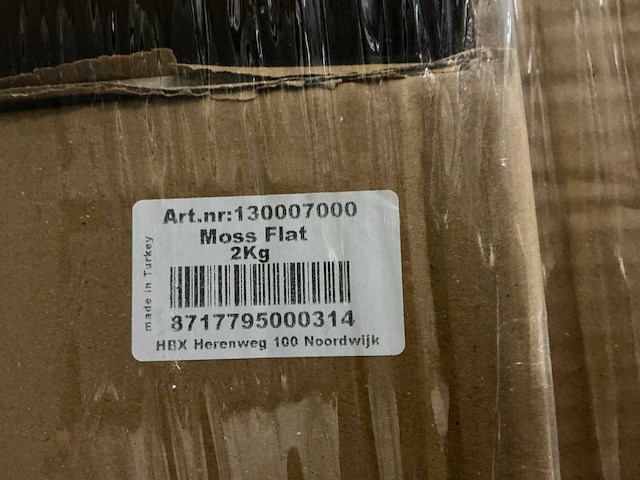 Art.nr:130007000
Moss Flat
2Kg
made in Turkey
8717795000314
HBX Herenweg 100 Noordwijk